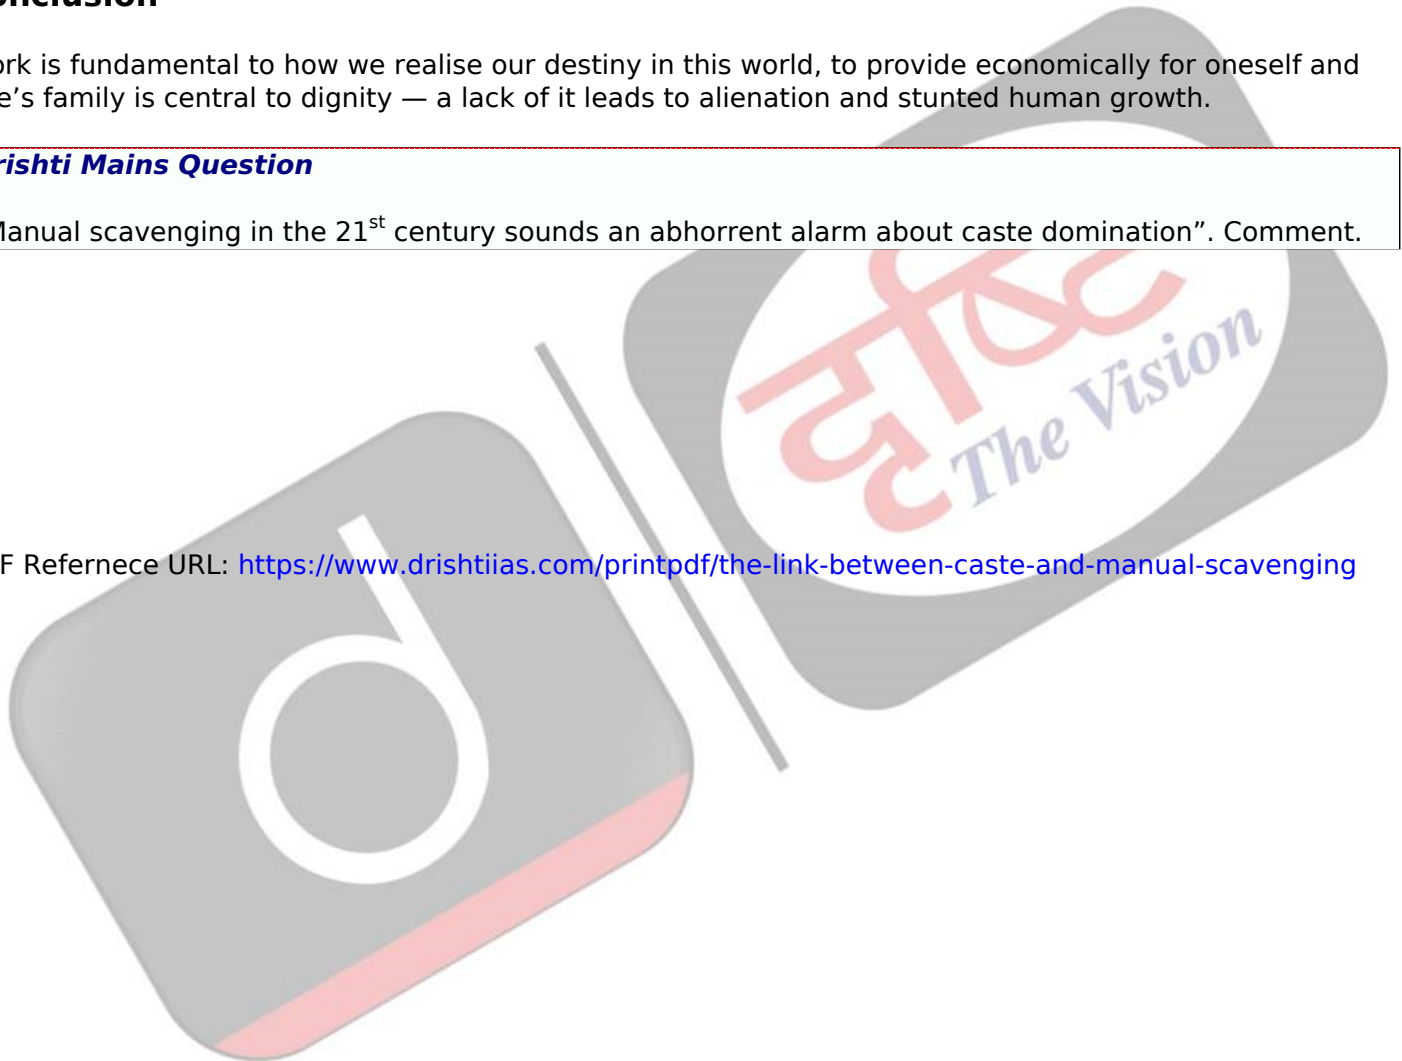 onclusion
ork is fundamental to how we realise our destiny in this world, to provide economically for oneself and
e’s family is central to dignity — a lack of it leads to alienation and stunted human growth.
rishti Mains Question
Manual scavenging in the 21st century sounds an abhorrent alarm about caste domination”. Comment.
दृष्टि
The Vision
d
F Refernece URL: https://www.drishtiias.com/printpdf/the-link-between-caste-and-manual-scavenging